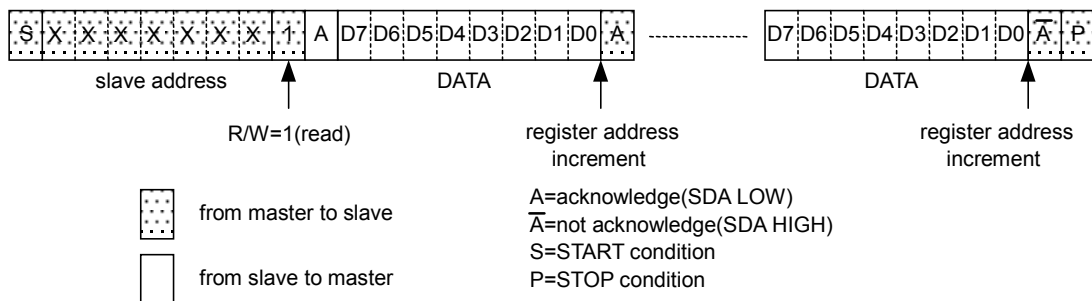 S X X X X X X X 1 A D7 D6 D5 D4 D3 D2 D1 D0 A D7 D6 D5 D4 D3 D2 D1 D0 A̅ P
slave address DATA DATA
R/W=1(read)
register address
increment
register address
increment
from master to slave
from slave to master
A=acknowledge(SDA LOW)
A̅=not acknowledge(SDA HIGH)
S=START condition
P=STOP condition